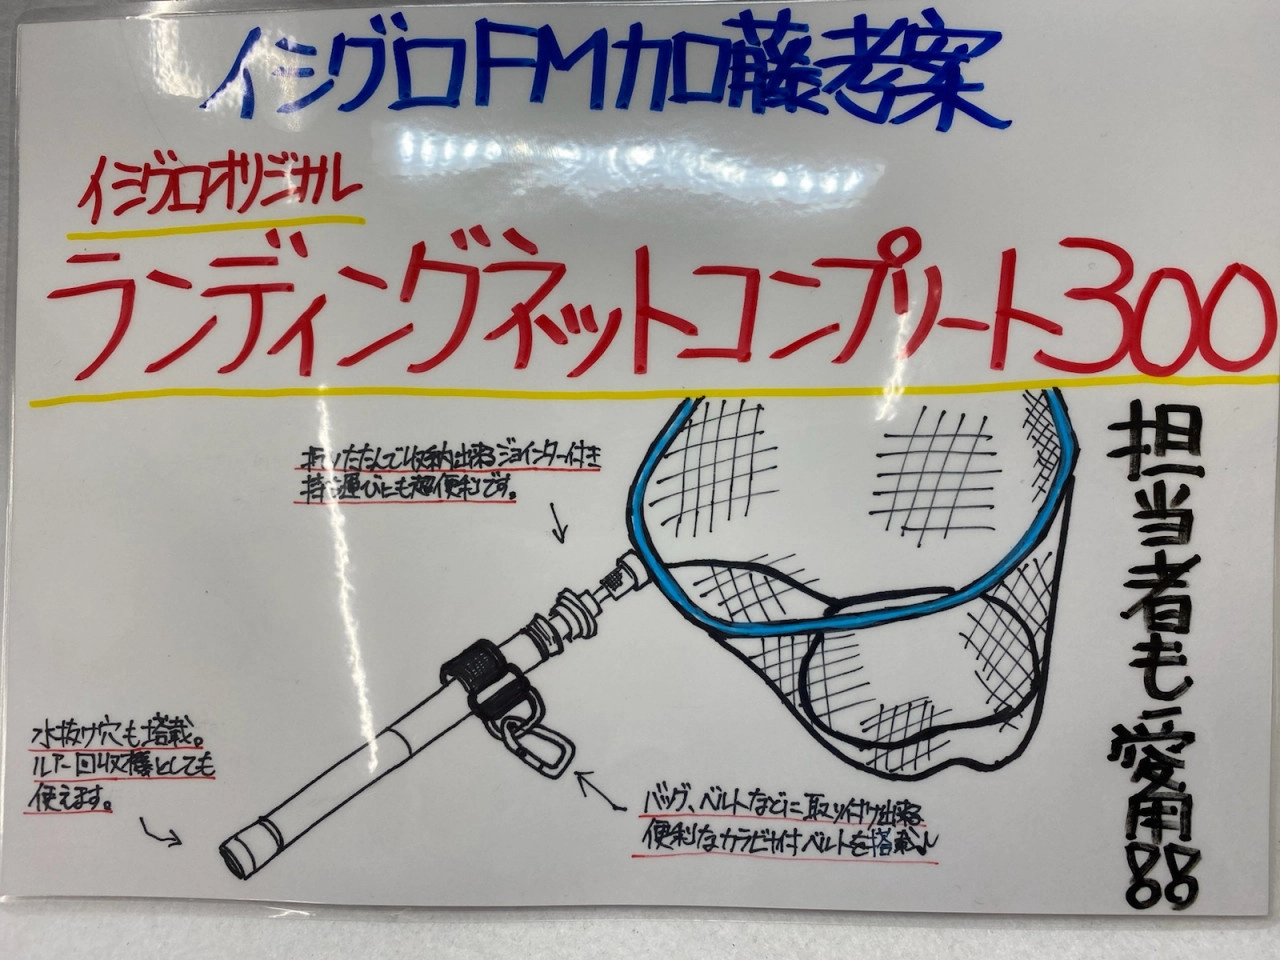 イシグロFM加藤考案
イシグロオリジナル
ランディングネットコンプリート300
折りたたんで収納出来るジョインター付き
持ち運びにも超便利です。
担当者も愛用!!
水抜け穴も搭載。
ルアー回収機としても
使えます。
バッグ、ベルトなどに取り付け出来る
便利なカラビナ付ベルトを搭載♪